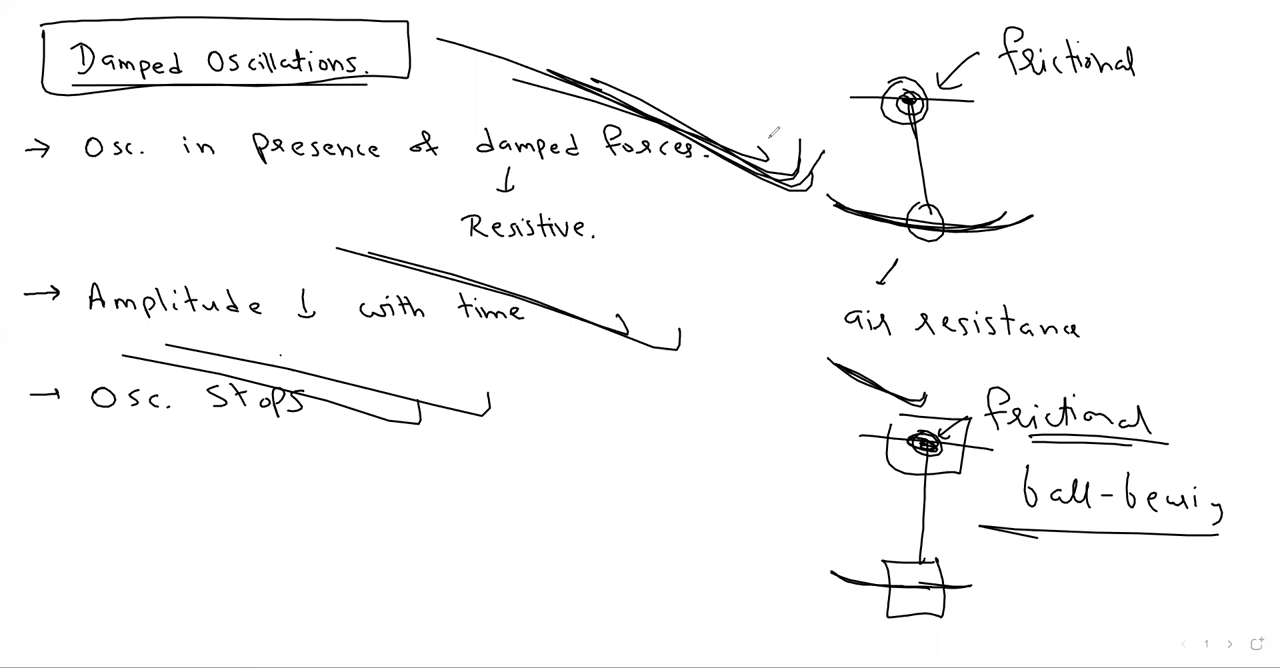 Damped Oscillations.
→ Osc. in presence of damped forces.
↓
Resistive.
→ Amplitude ↓ with time
→ Osc. stops
frictional
air resistance
frictional
ball-bearing
1